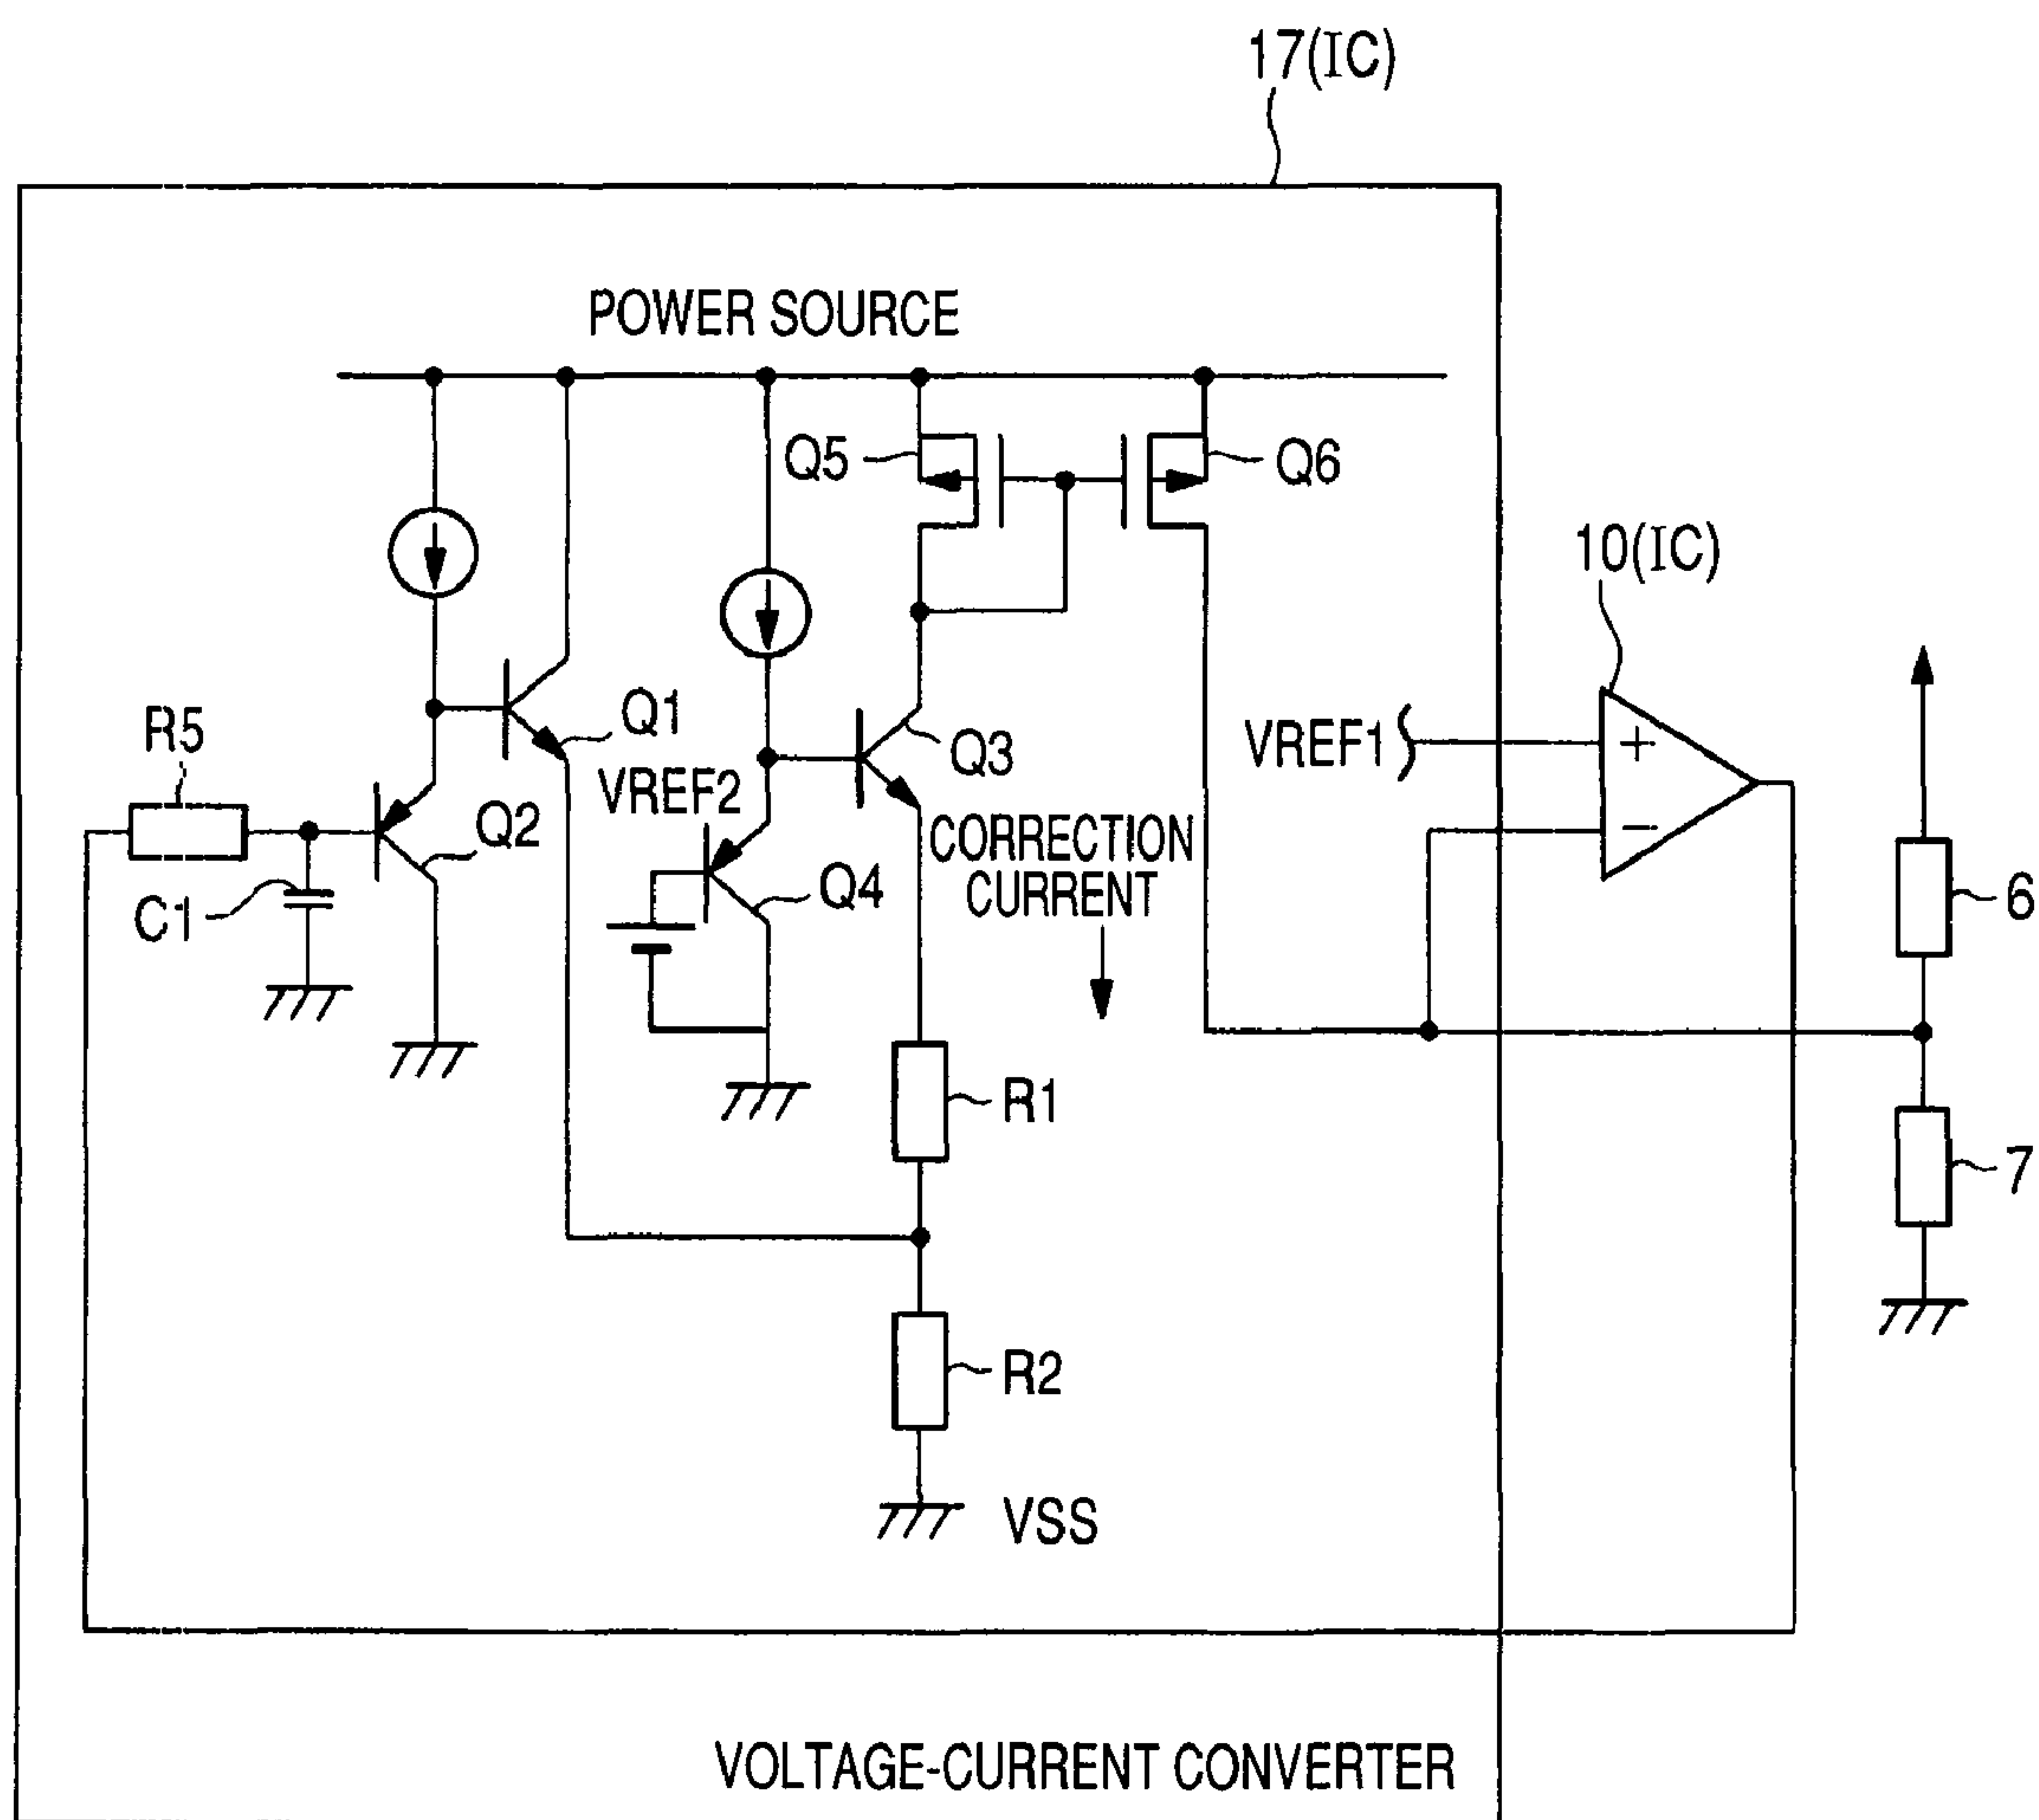 17(IC)
POWER SOURCE
Q5
Q6
10(IC)
R5
Q1
VREF1
+
Q3
VREF2
Q2
−
CORRECTION
CURRENT
Q4
C1
6
R1
7
R2
VSS
VOLTAGE-CURRENT CONVERTER